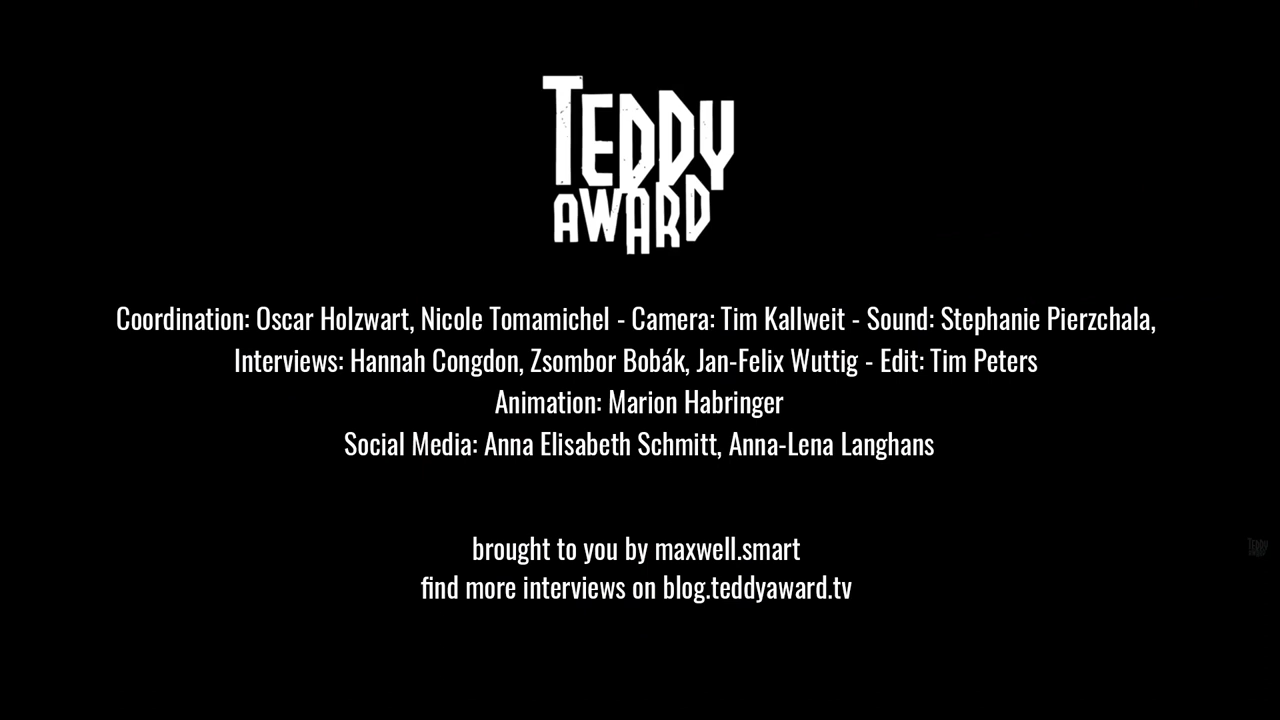 TEDDY
AWARD
Coordination: Oscar Holzwart, Nicole Tomamichel - Camera: Tim Kallweit - Sound: Stephanie Pierzchala,
Interviews: Hannah Congdon, Zsombor Bobák, Jan-Felix Wuttig - Edit: Tim Peters
Animation: Marion Habringer
Social Media: Anna Elisabeth Schmitt, Anna-Lena Langhans
brought to you by maxwell.smart
find more interviews on blog.teddyaward.tv
TEDDY
AWARD